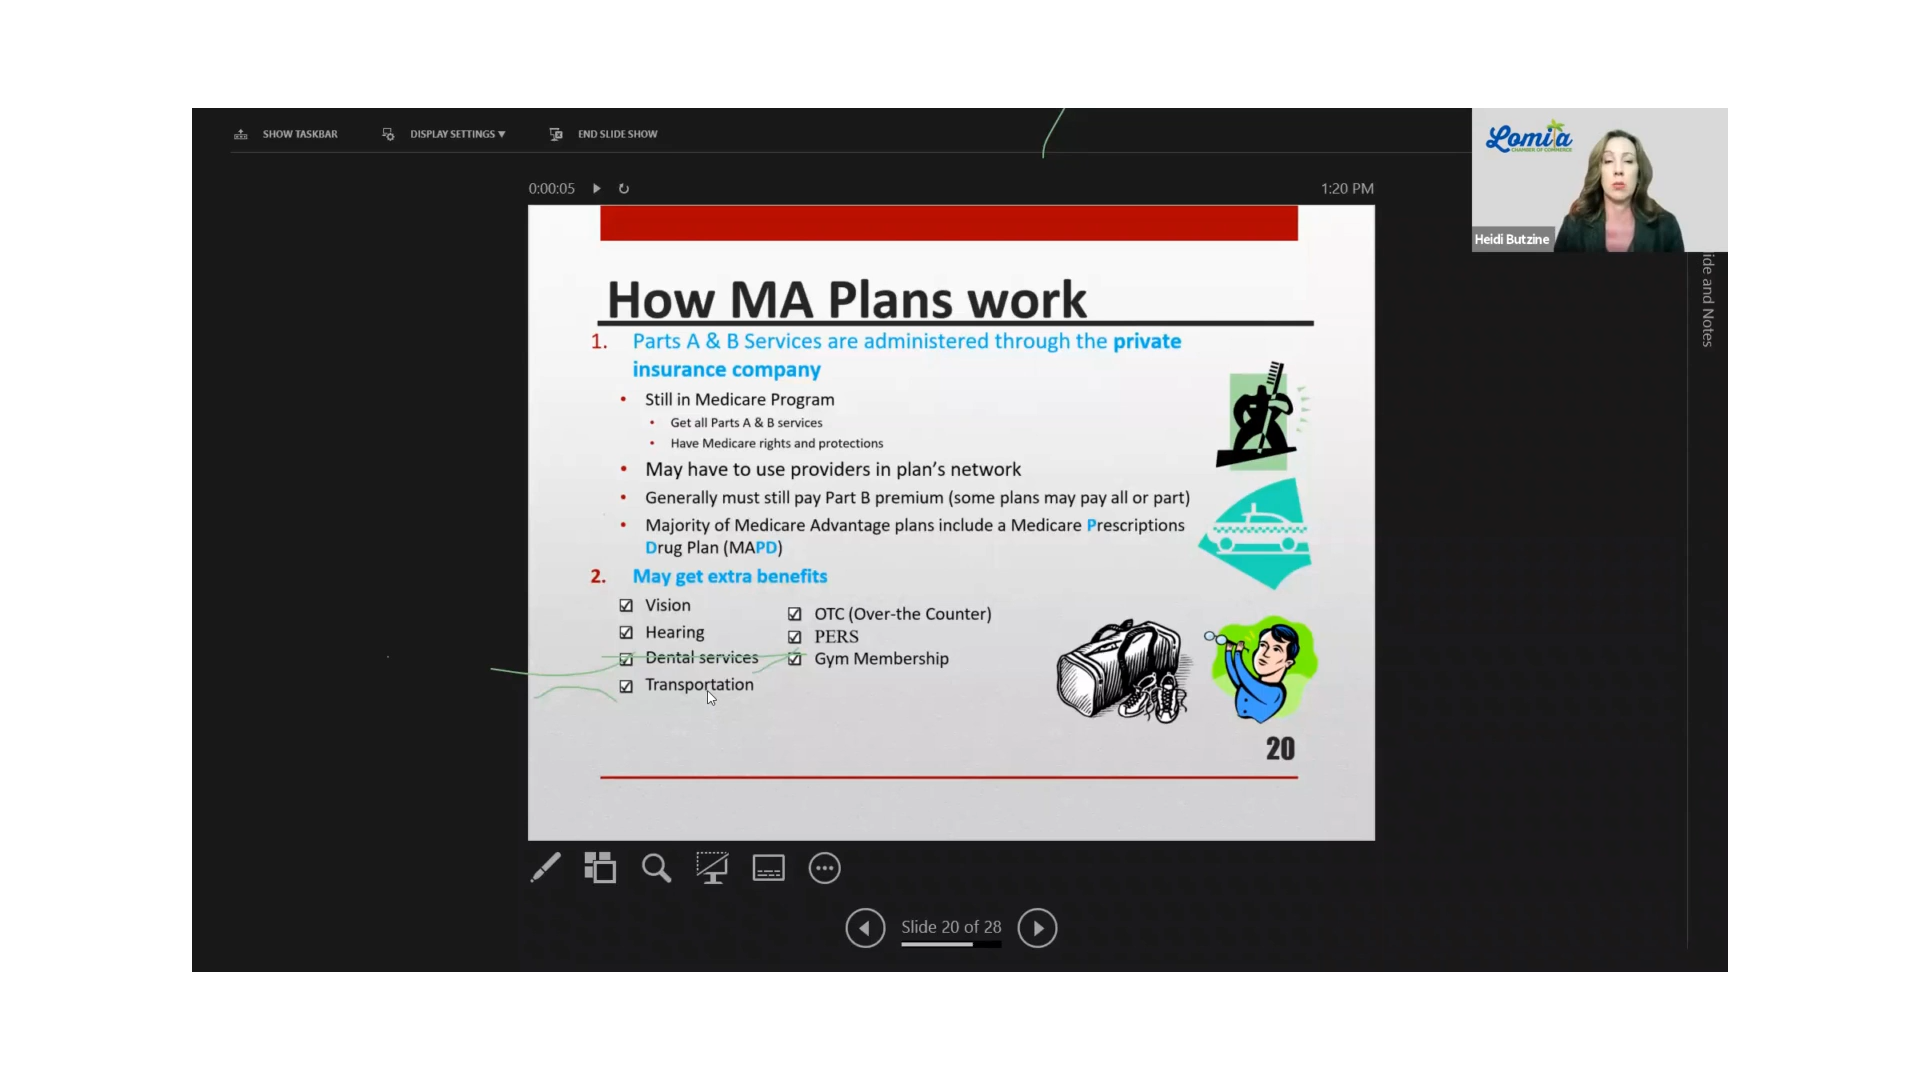 SHOW TASKBAR
DISPLAY SETTINGS ▼
END SLIDE SHOW
Lomita
CHAMBER OF COMMERCE
Heidi Butzine
0:00:05
1:20 PM
ide and Notes
How MA Plans work
1. Parts A & B Services are administered through the private
insurance company
• Still in Medicare Program
• Get all Parts A & B services
• Have Medicare rights and protections
• May have to use providers in plan's network
• Generally must still pay Part B premium (some plans may pay all or part)
• Majority of Medicare Advantage plans include a Medicare Prescriptions
Drug Plan (MAPD)
2. May get extra benefits
Vision
Hearing
Dental services
Transportation
OTC (Over-the Counter)
PERS
Gym Membership
20
Slide 20 of 28